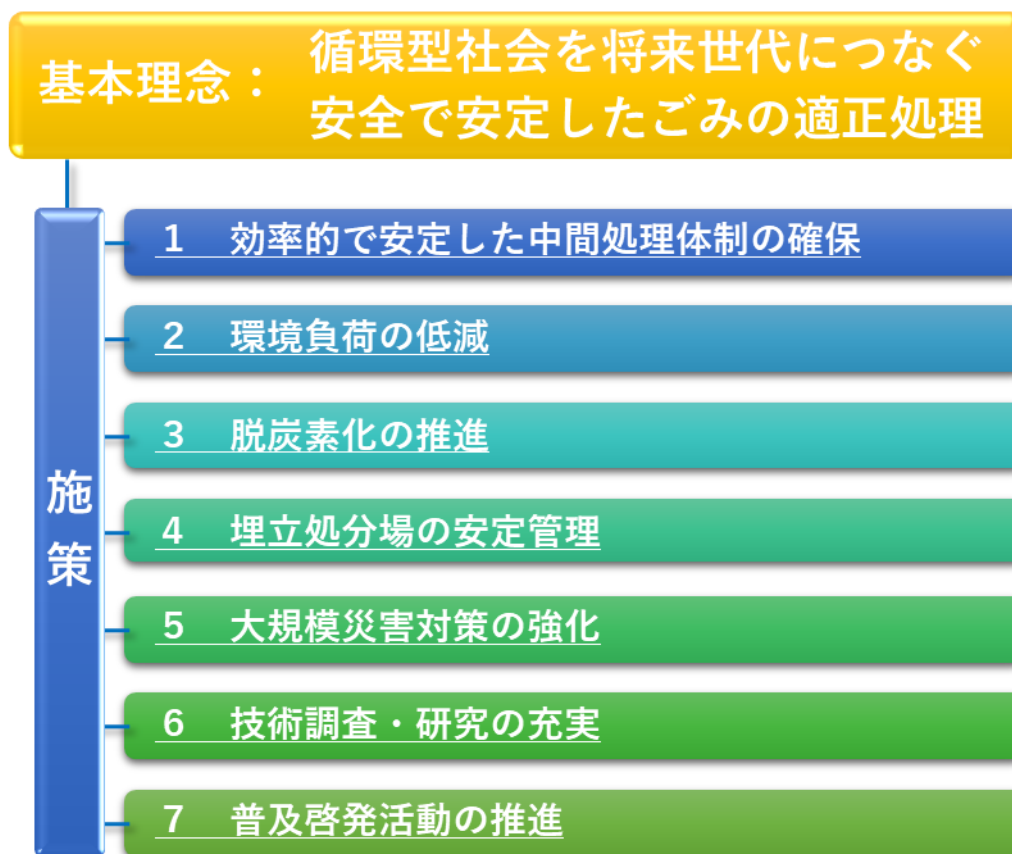 基本理念： 循環型社会を将来世代につなぐ
安全で安定したごみの適正処理
施策
1 効率的で安定した中間処理体制の確保
2 環境負荷の低減
3 脱炭素化の推進
4 埋立処分場の安定管理
5 大規模災害対策の強化
6 技術調査・研究の充実
7 普及啓発活動の推進